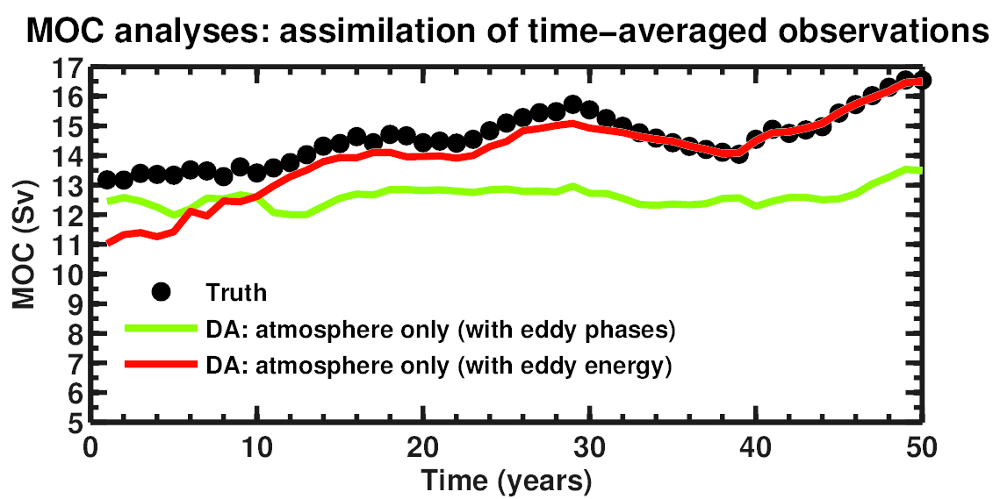 MOC analyses: assimilation of time−averaged observations
17
16
15
14
13
12
11
10
9
8
7
6
5
MOC (Sv)
Truth
DA: atmosphere only (with eddy phases)
DA: atmosphere only (with eddy energy)
0 10 20 30 40 50
Time (years)